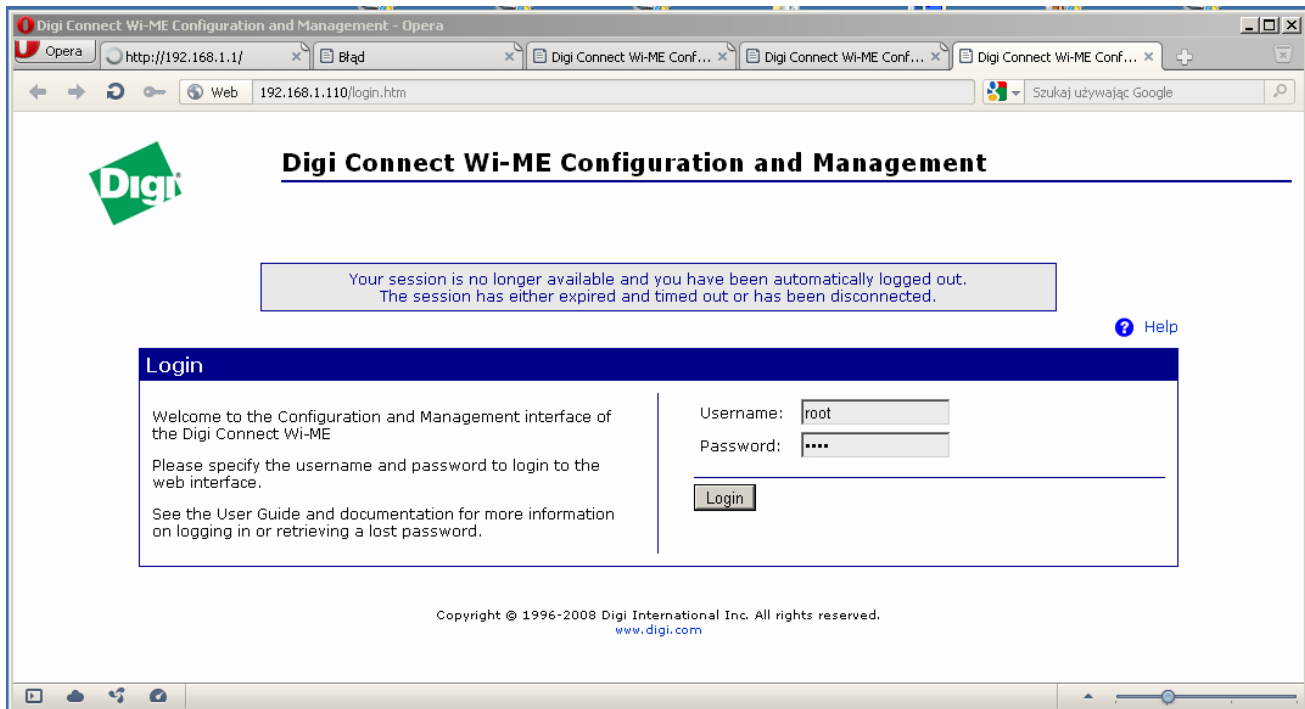 Digi Connect Wi-ME Configuration and Management - Opera
Opera http://192.168.1.1/ Błąd Digi Connect Wi-ME Conf... Digi Connect Wi-ME Conf... Digi Connect Wi-ME Conf...
Web 192.168.1.110/login.htm Szukaj używając Google
Digi
Digi Connect Wi-ME Configuration and Management
Your session is no longer available and you have been automatically logged out.
The session has either expired and timed out or has been disconnected.
? Help
Login
Welcome to the Configuration and Management interface of
the Digi Connect Wi-ME
Please specify the username and password to login to the
web interface.
See the User Guide and documentation for more information
on logging in or retrieving a lost password.
Username: root
Password: ••••
Login
Copyright © 1996-2008 Digi International Inc. All rights reserved.
www.digi.com